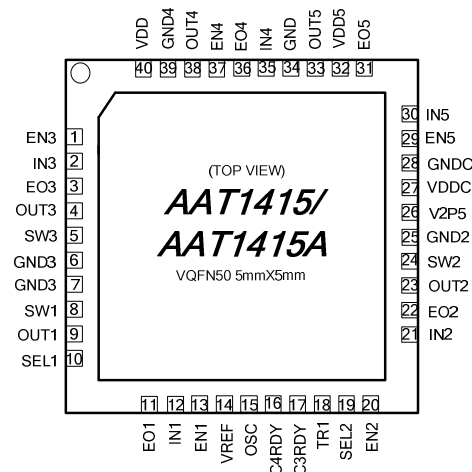 VDD GND4 OUT4 EN4 EO4 IN4 GND OUT5 VDD5 EO5
40 39 38 37 36 35 34 33 32 31
EN3 1
IN3 2
EO3 3
OUT3 4
SW3 5
GND3 6
GND3 7
SW1 8
OUT1 9
SEL1 10
(TOP VIEW)
AAT1415/
AAT1415A
VQFN50 5mmX5mm
30 IN5
29 EN5
28 GNDC
27 VDDC
26 V2P5
25 GND2
24 SW2
23 OUT2
22 EO2
21 IN2
11 12 13 14 15 16 17 18 19 20
EO1 IN1 EN1 VREF OSC C4RDY C3RDY TR1 SEL2 EN2